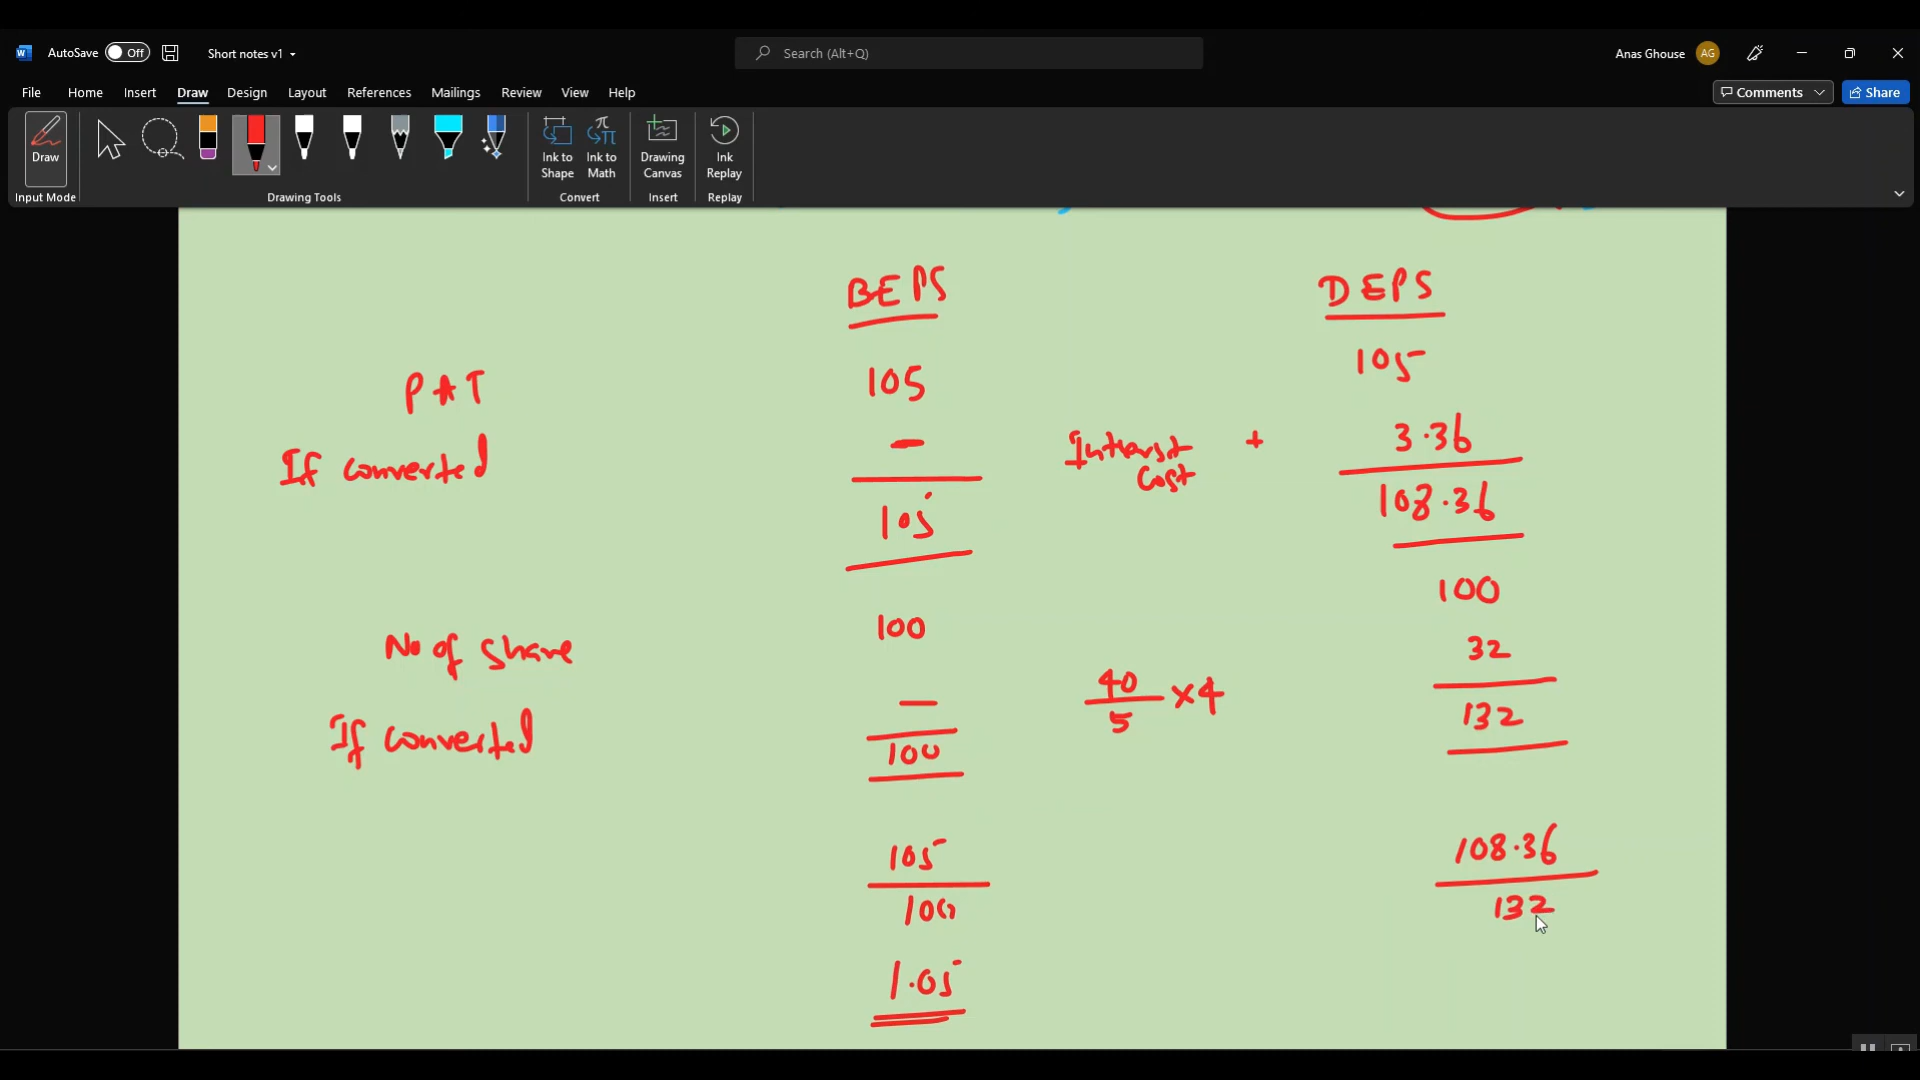 AutoSave Off Short notes v1 Search (Alt+Q) Anas Ghouse AG
File Home Insert Draw Design Layout References Mailings Review View Help Comments Share
Draw
Ink to Shape
Ink to Math
Drawing Canvas
Ink Replay
Input Mode Drawing Tools Convert Insert Replay
BEPS DEPS
PAT 105 105
If converted - Interst Cost + 3.36
105 108.36
No of share 100 100
If converted - 40/5 x4 32
100 132
105/100 108.36/132
1.05